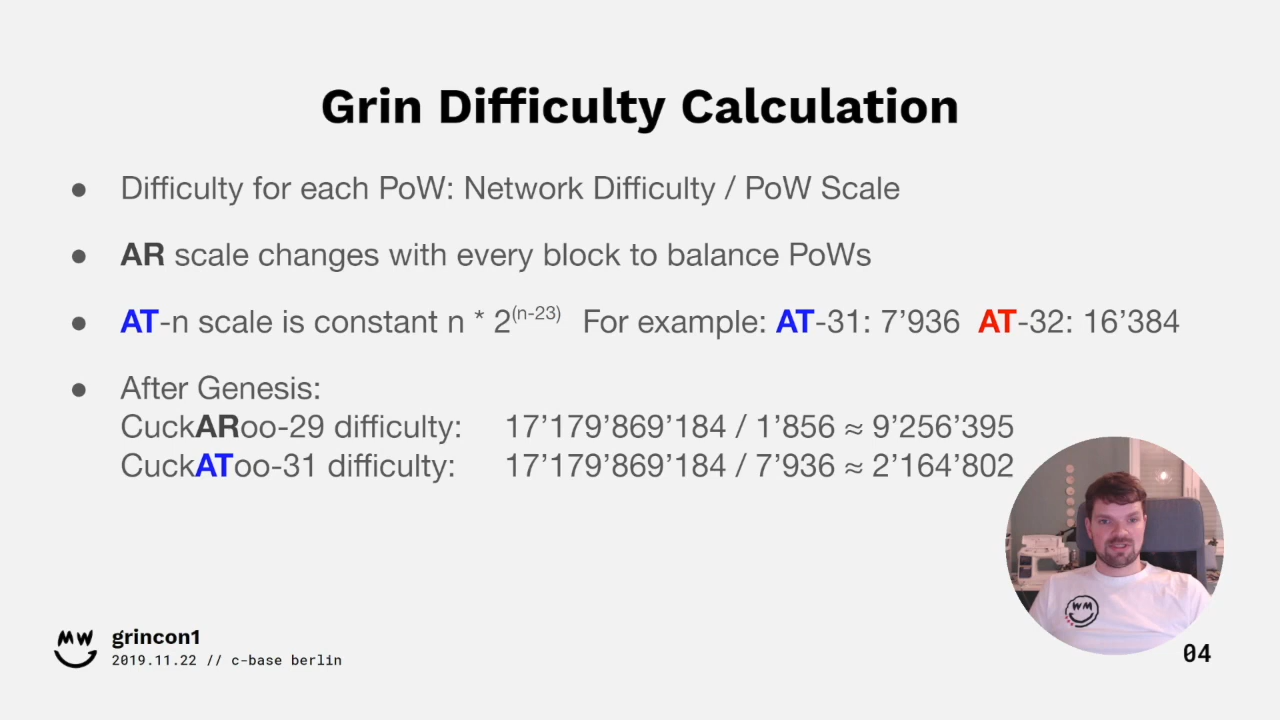 Grin Difficulty Calculation
● Difficulty for each PoW: Network Difficulty / PoW Scale
● AR scale changes with every block to balance PoWs
● AT-n scale is constant n * 2(n-23) For example: AT-31: 7’936 AT-32: 16’384
● After Genesis:
CuckARoo-29 difficulty: 17’179’869’184 / 1’856 ≈ 9’256’395
CuckAToo-31 difficulty: 17’179’869’184 / 7’936 ≈ 2’164’802
WM
MW
grincon1
2019.11.22 // c-base berlin
04